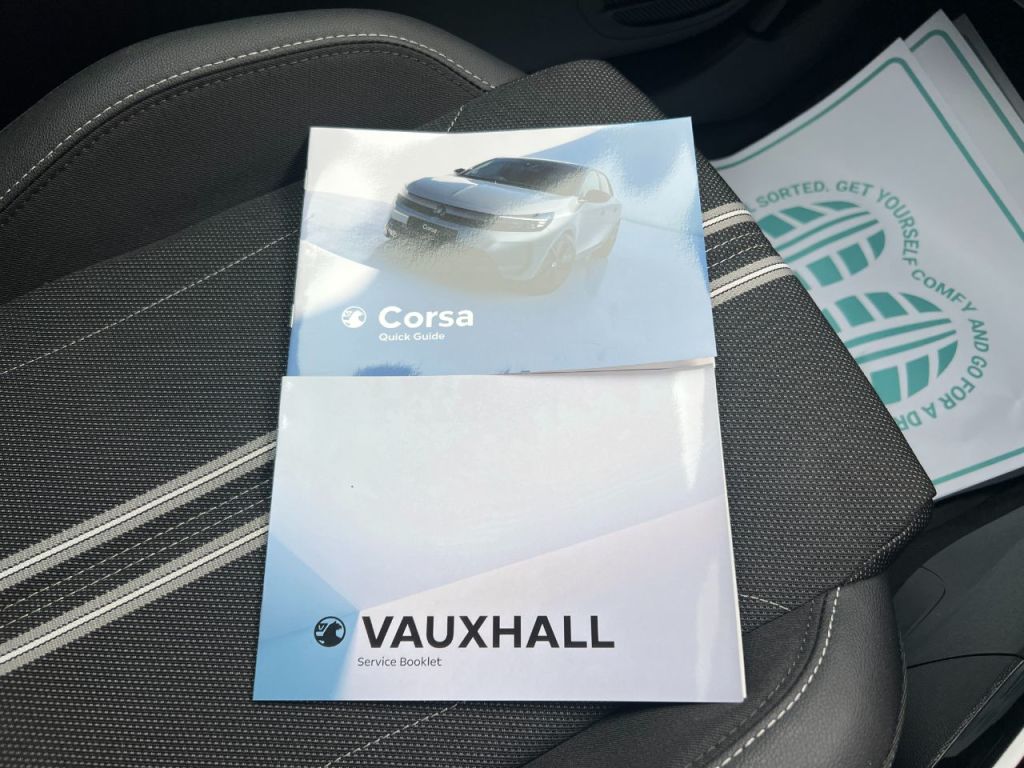 Corsa
Quick Guide
VAUXHALL
Service Booklet
SORTED. GET YOURSELF COMFY AND GO FOR A